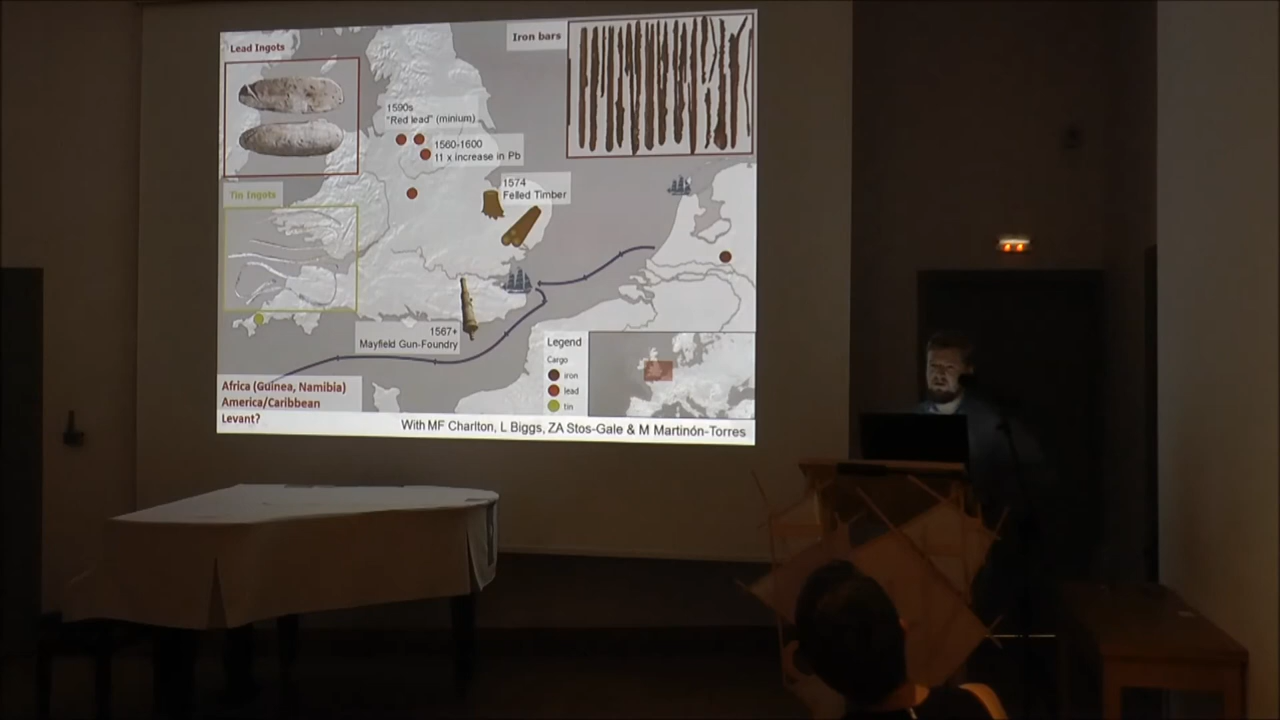 Lead Ingots
Iron bars
1590s
"Red lead" (minium)
1560-1600
11 x increase in Pb
1574
Felled Timber
Tin Ingots
1567+
Mayfield Gun-Foundry
Legend
Cargo
iron
lead
tin
Africa (Guinea, Namibia)
America/Caribbean
Levant?
With MF Charlton, L Biggs, ZA Stos-Gale & M Martinón-Torres